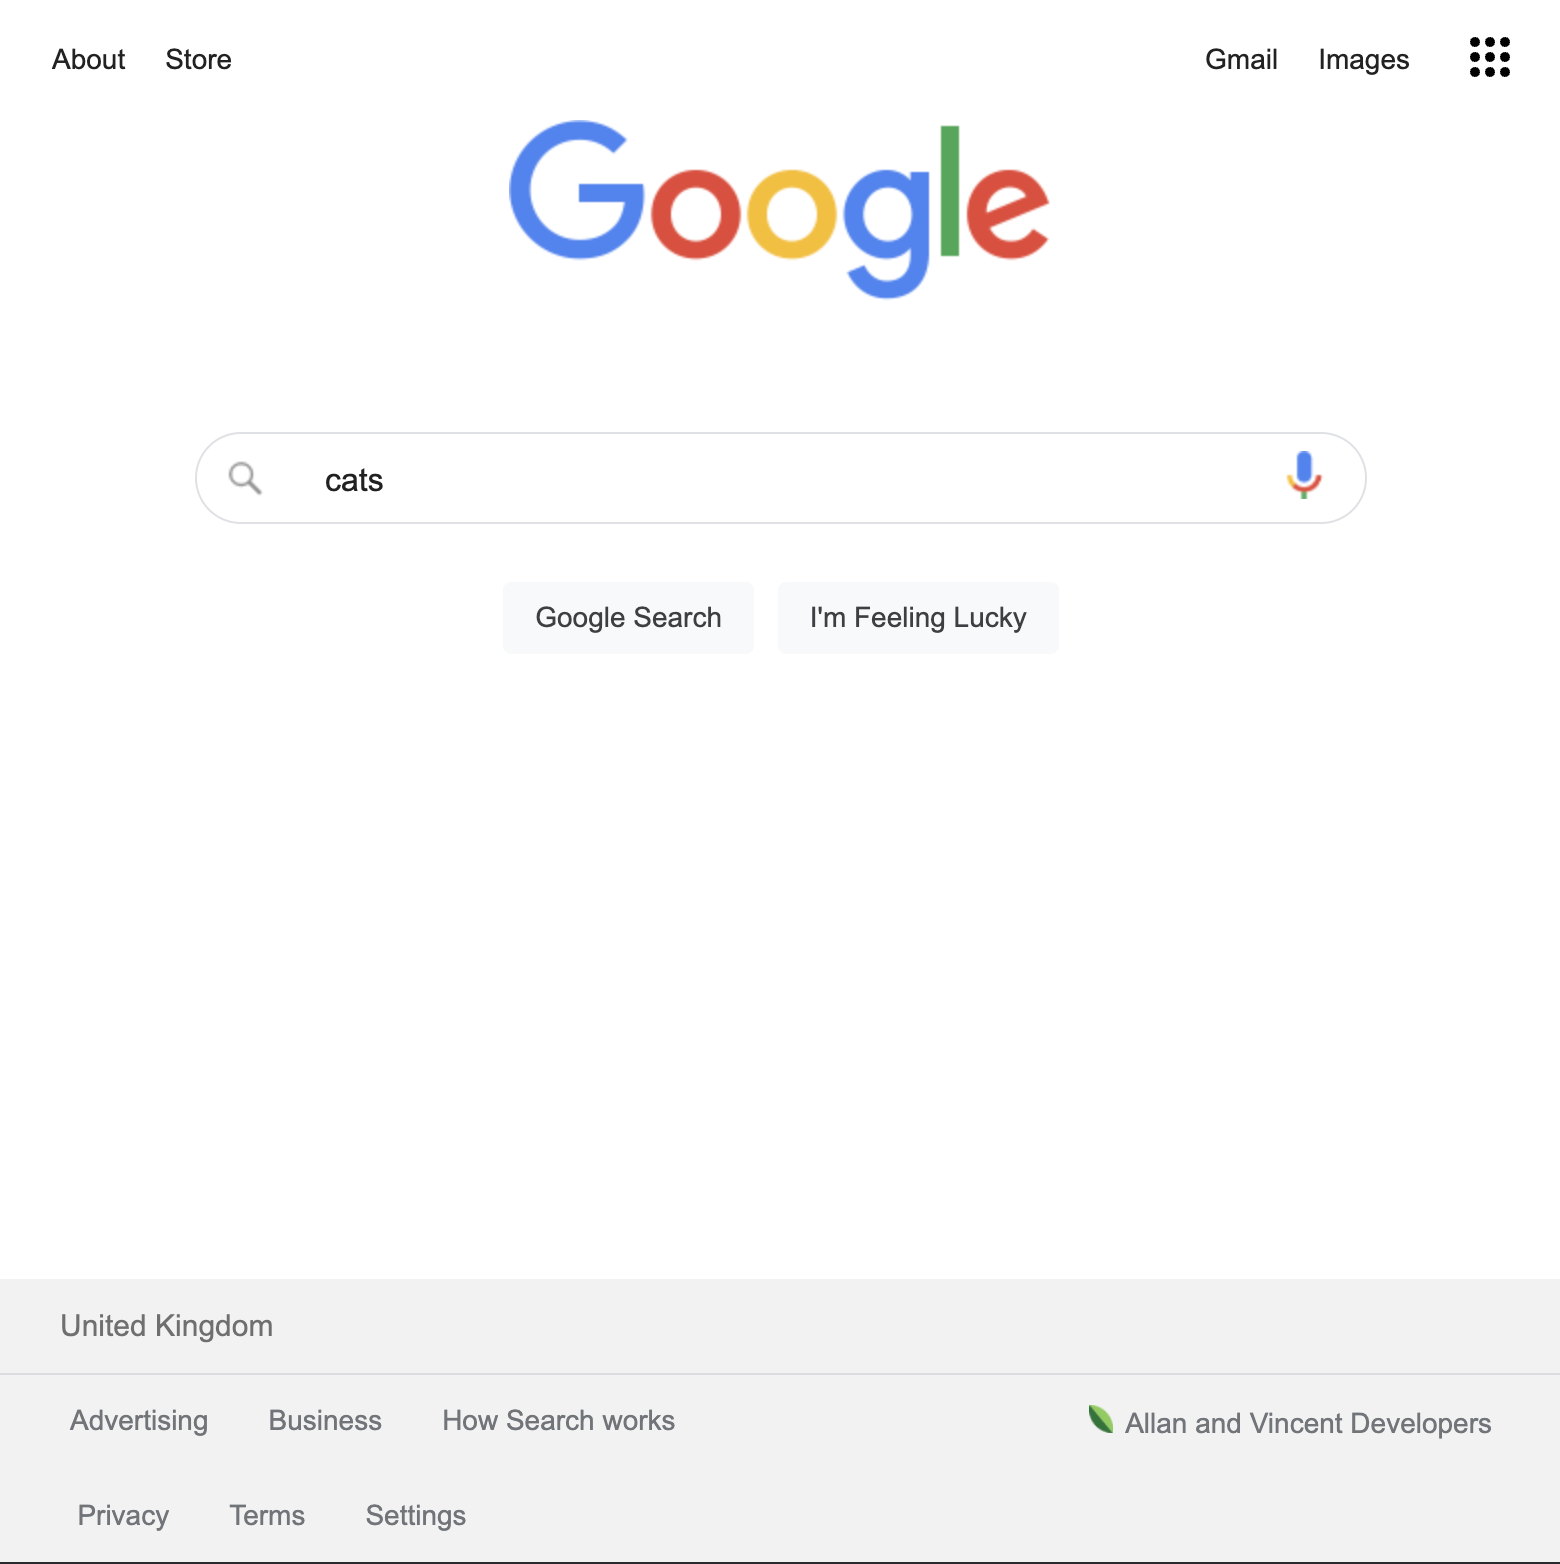 About Store Gmail Images
Google
cats
Google Search I'm Feeling Lucky
United Kingdom
Advertising Business How Search works Allan and Vincent Developers
Privacy Terms Settings